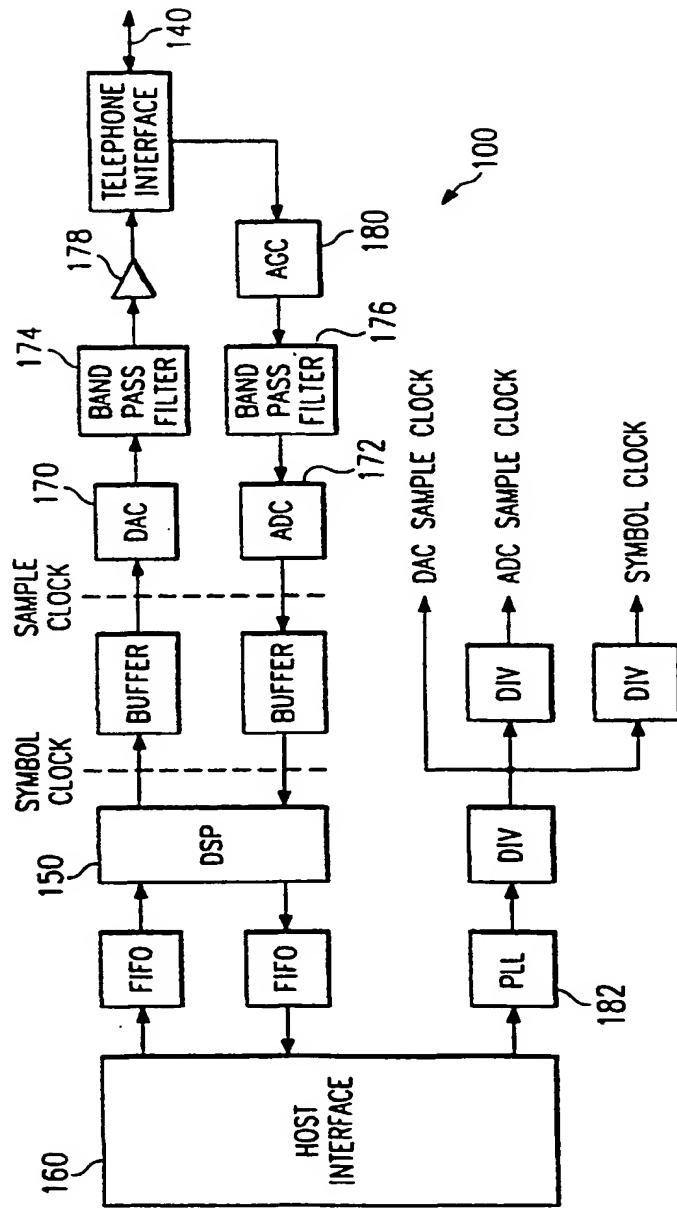 140
TELEPHONE
INTERFACE
178
100
174
BAND
PASS
FILTER
AGC
180
BAND
PASS
FILTER
176
170
DAC
ADC
172
SAMPLE
CLOCK
BUFFER
BUFFER
SYMBOL
CLOCK
150
DSP
FIFO
FIFO
160
HOST
INTERFACE
PLL
182
DIV
DIV
DIV
DAC SAMPLE CLOCK
ADC SAMPLE CLOCK
SYMBOL CLOCK